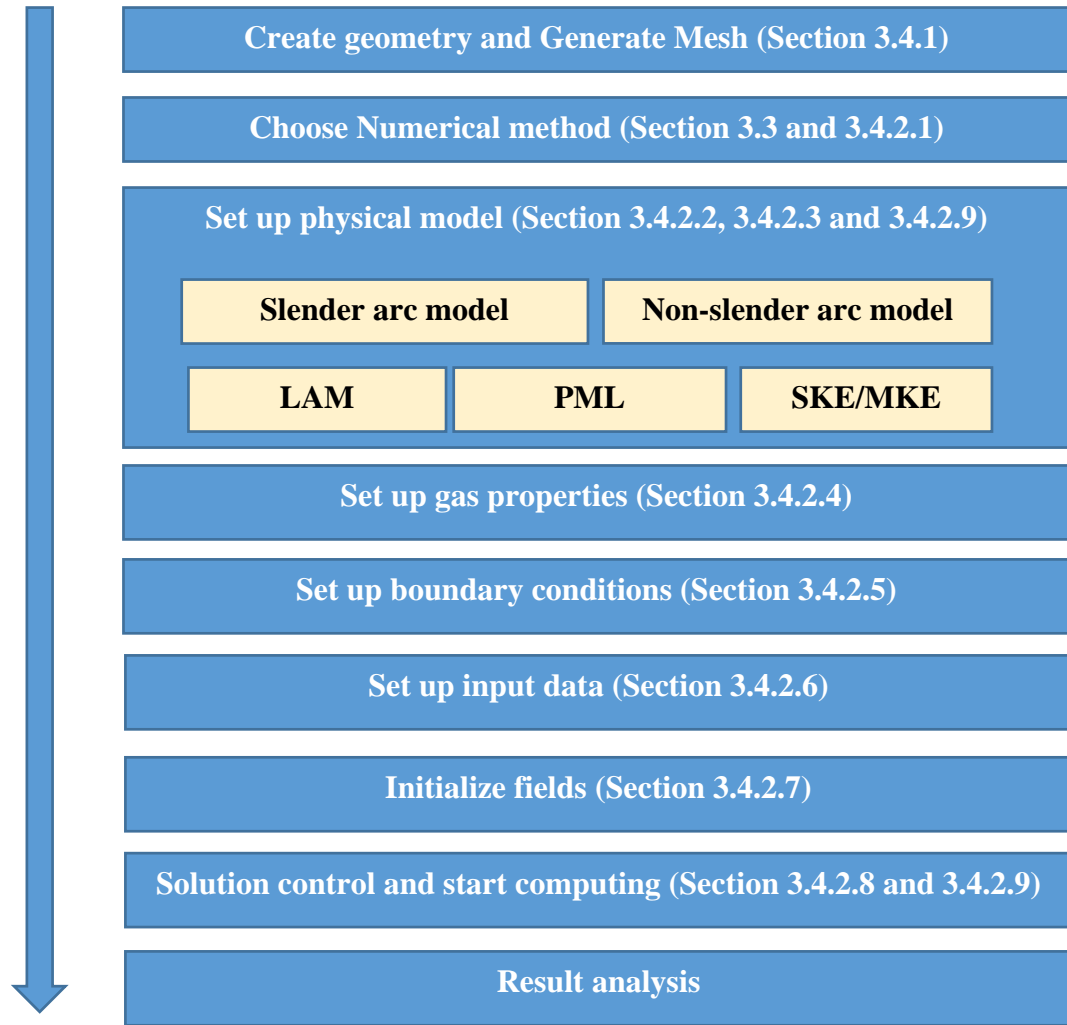 Create geometry and Generate Mesh (Section 3.4.1)
Choose Numerical method (Section 3.3 and 3.4.2.1)
Set up physical model (Section 3.4.2.2, 3.4.2.3 and 3.4.2.9)
Slender arc model
Non-slender arc model
LAM
PML
SKE/MKE
Set up gas properties (Section 3.4.2.4)
Set up boundary conditions (Section 3.4.2.5)
Set up input data (Section 3.4.2.6)
Initialize fields (Section 3.4.2.7)
Solution control and start computing (Section 3.4.2.8 and 3.4.2.9)
Result analysis